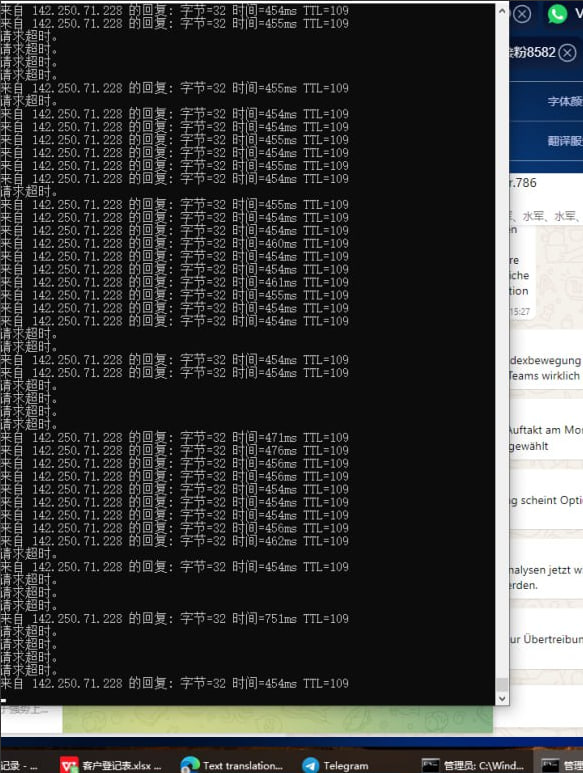 来自 142.250.71.228 的回复: 字节=32 时间=454ms TTL=109
来自 142.250.71.228 的回复: 字节=32 时间=455ms TTL=109
请求超时。
请求超时。
请求超时。
请求超时。
来自 142.250.71.228 的回复: 字节=32 时间=455ms TTL=109
请求超时。
来自 142.250.71.228 的回复: 字节=32 时间=454ms TTL=109
来自 142.250.71.228 的回复: 字节=32 时间=454ms TTL=109
来自 142.250.71.228 的回复: 字节=32 时间=455ms TTL=109
来自 142.250.71.228 的回复: 字节=32 时间=454ms TTL=109
来自 142.250.71.228 的回复: 字节=32 时间=455ms TTL=109
来自 142.250.71.228 的回复: 字节=32 时间=454ms TTL=109
请求超时。
来自 142.250.71.228 的回复: 字节=32 时间=455ms TTL=109
来自 142.250.71.228 的回复: 字节=32 时间=454ms TTL=109
来自 142.250.71.228 的回复: 字节=32 时间=454ms TTL=109
来自 142.250.71.228 的回复: 字节=32 时间=460ms TTL=109
来自 142.250.71.228 的回复: 字节=32 时间=454ms TTL=109
来自 142.250.71.228 的回复: 字节=32 时间=454ms TTL=109
来自 142.250.71.228 的回复: 字节=32 时间=461ms TTL=109
来自 142.250.71.228 的回复: 字节=32 时间=455ms TTL=109
来自 142.250.71.228 的回复: 字节=32 时间=454ms TTL=109
来自 142.250.71.228 的回复: 字节=32 时间=454ms TTL=109
请求超时。
请求超时。
来自 142.250.71.228 的回复: 字节=32 时间=454ms TTL=109
来自 142.250.71.228 的回复: 字节=32 时间=454ms TTL=109
请求超时。
请求超时。
请求超时。
请求超时。
来自 142.250.71.228 的回复: 字节=32 时间=471ms TTL=109
来自 142.250.71.228 的回复: 字节=32 时间=476ms TTL=109
来自 142.250.71.228 的回复: 字节=32 时间=456ms TTL=109
来自 142.250.71.228 的回复: 字节=32 时间=456ms TTL=109
来自 142.250.71.228 的回复: 字节=32 时间=454ms TTL=109
来自 142.250.71.228 的回复: 字节=32 时间=454ms TTL=109
来自 142.250.71.228 的回复: 字节=32 时间=454ms TTL=109
来自 142.250.71.228 的回复: 字节=32 时间=456ms TTL=109
来自 142.250.71.228 的回复: 字节=32 时间=462ms TTL=109
请求超时。
来自 142.250.71.228 的回复: 字节=32 时间=454ms TTL=109
请求超时。
请求超时。
请求超时。
来自 142.250.71.228 的回复: 字节=32 时间=751ms TTL=109
请求超时。
请求超时。
请求超时。
请求超时。
来自 142.250.71.228 的回复: 字节=32 时间=454ms TTL=109
粉8582
字体颜
翻译服
r.786
、水军、水军、
en
re
iche
tion
15:27
dexbewegung
Teams wirklich
Auftakt am Mo
gewählt
ng scheint Opti
nalysen jetzt w
erden.
ur Übertreibun
记录 - ...
客户登记表.xlsx ...
Text translation...
Telegram
管理员: C:\Wind...
管理